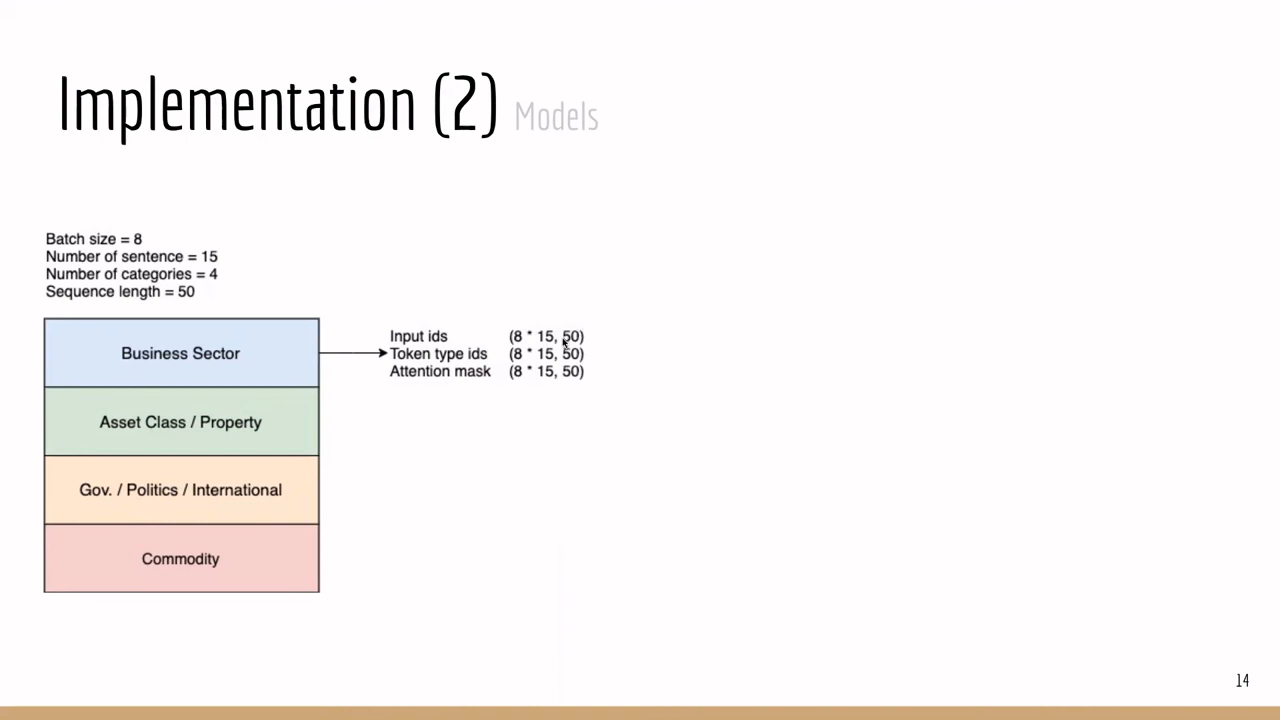 Implementation (2) Models
Batch size = 8
Number of sentence = 15
Number of categories = 4
Sequence length = 50
Business Sector
Input ids (8 * 15, 50)
Token type ids (8 * 15, 50)
Attention mask (8 * 15, 50)
Asset Class / Property
Gov. / Politics / International
Commodity
14